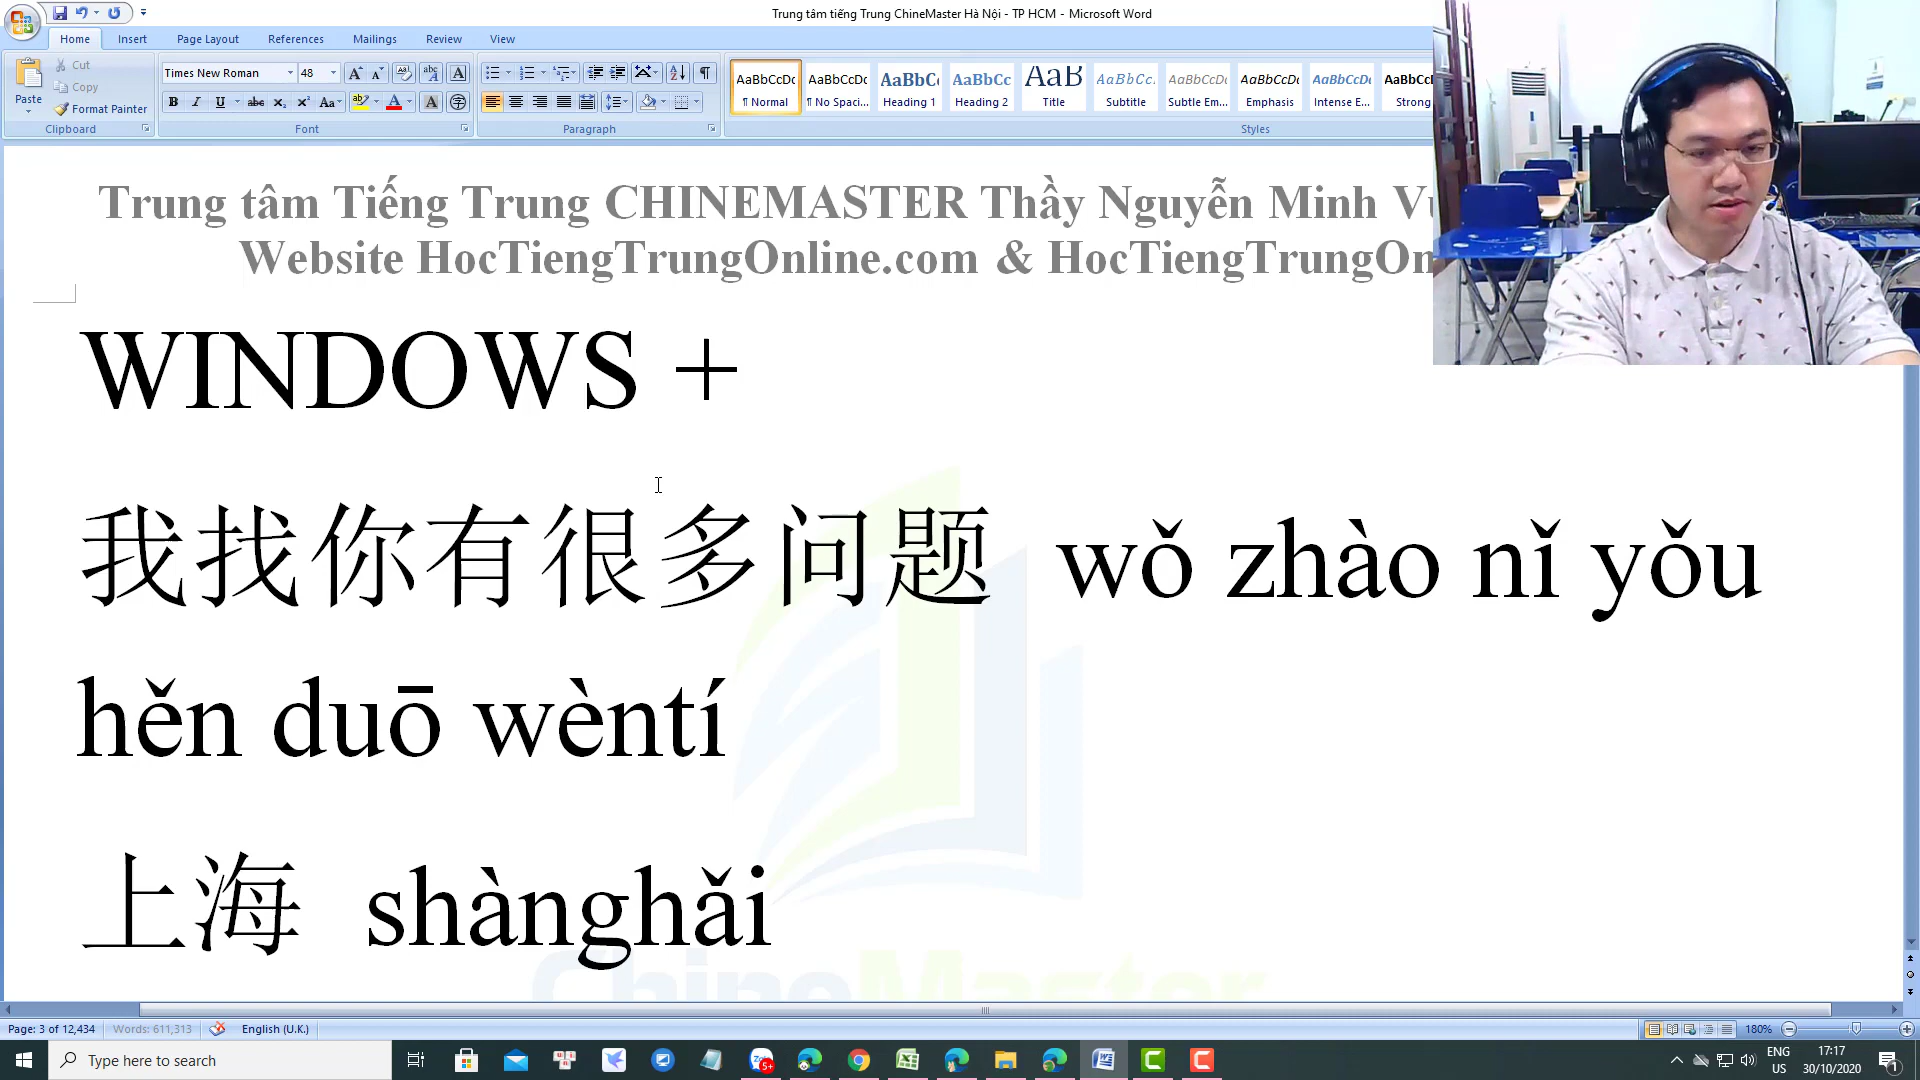 Trung tâm tiếng Trung ChineMaster Hà Nội - TP HCM - Microsoft Word
Home Insert Page Layout References Mailings Review View
Paste
Cut
Copy
Format Painter
Clipboard
Times New Roman 48
Font
Paragraph
AaBbCcDc AaBbCcDc AaBbC AaBbCc AaB AaBbCc. AaBbCcDc AaBbCcDc AaBbCcDc AaBbCcDc
¶ Normal ¶ No Spaci... Heading 1 Heading 2 Title Subtitle Subtle Em... Emphasis Intense E... Strong
Styles
Trung tâm Tiếng Trung CHINEMASTER Thầy Nguyễn Minh Vũ
Website HocTiengTrungOnline.com & HocTiengTrungOn
WINDOWS +
我找你有很多问题 wǒ zhào nǐ yǒu
hěn duō wèntí
上海 shànghǎi
ChineMaster
Page: 3 of 12,434 Words: 611,313 English (U.K.) 180%
Type here to search
ENG
US
17:17
30/10/2020